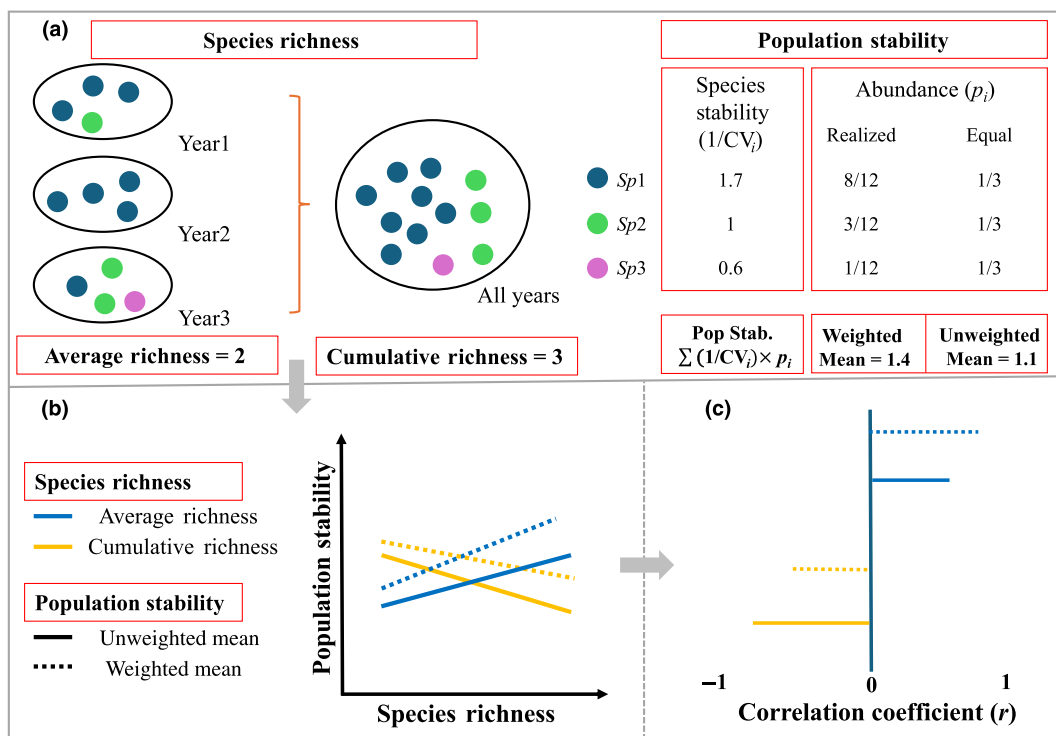 (a)
Species richness
Year1
Year2
Year3
All years
Average richness = 2
Cumulative richness = 3
Sp1
Sp2
Sp3
Population stability
Species
stability
(1/CVᵢ)
1.7
1
0.6
Abundance (pᵢ)
Realized Equal
8/12 1/3
3/12 1/3
1/12 1/3
Pop Stab.
∑ (1/CVᵢ)× pᵢ
Weighted
Mean = 1.4
Unweighted
Mean = 1.1
(b)
Species richness
Average richness
Cumulative richness
Population stability
Unweighted mean
Weighted mean
Population stability
Species richness
(c)
−1 0 1
Correlation coefficient (r)